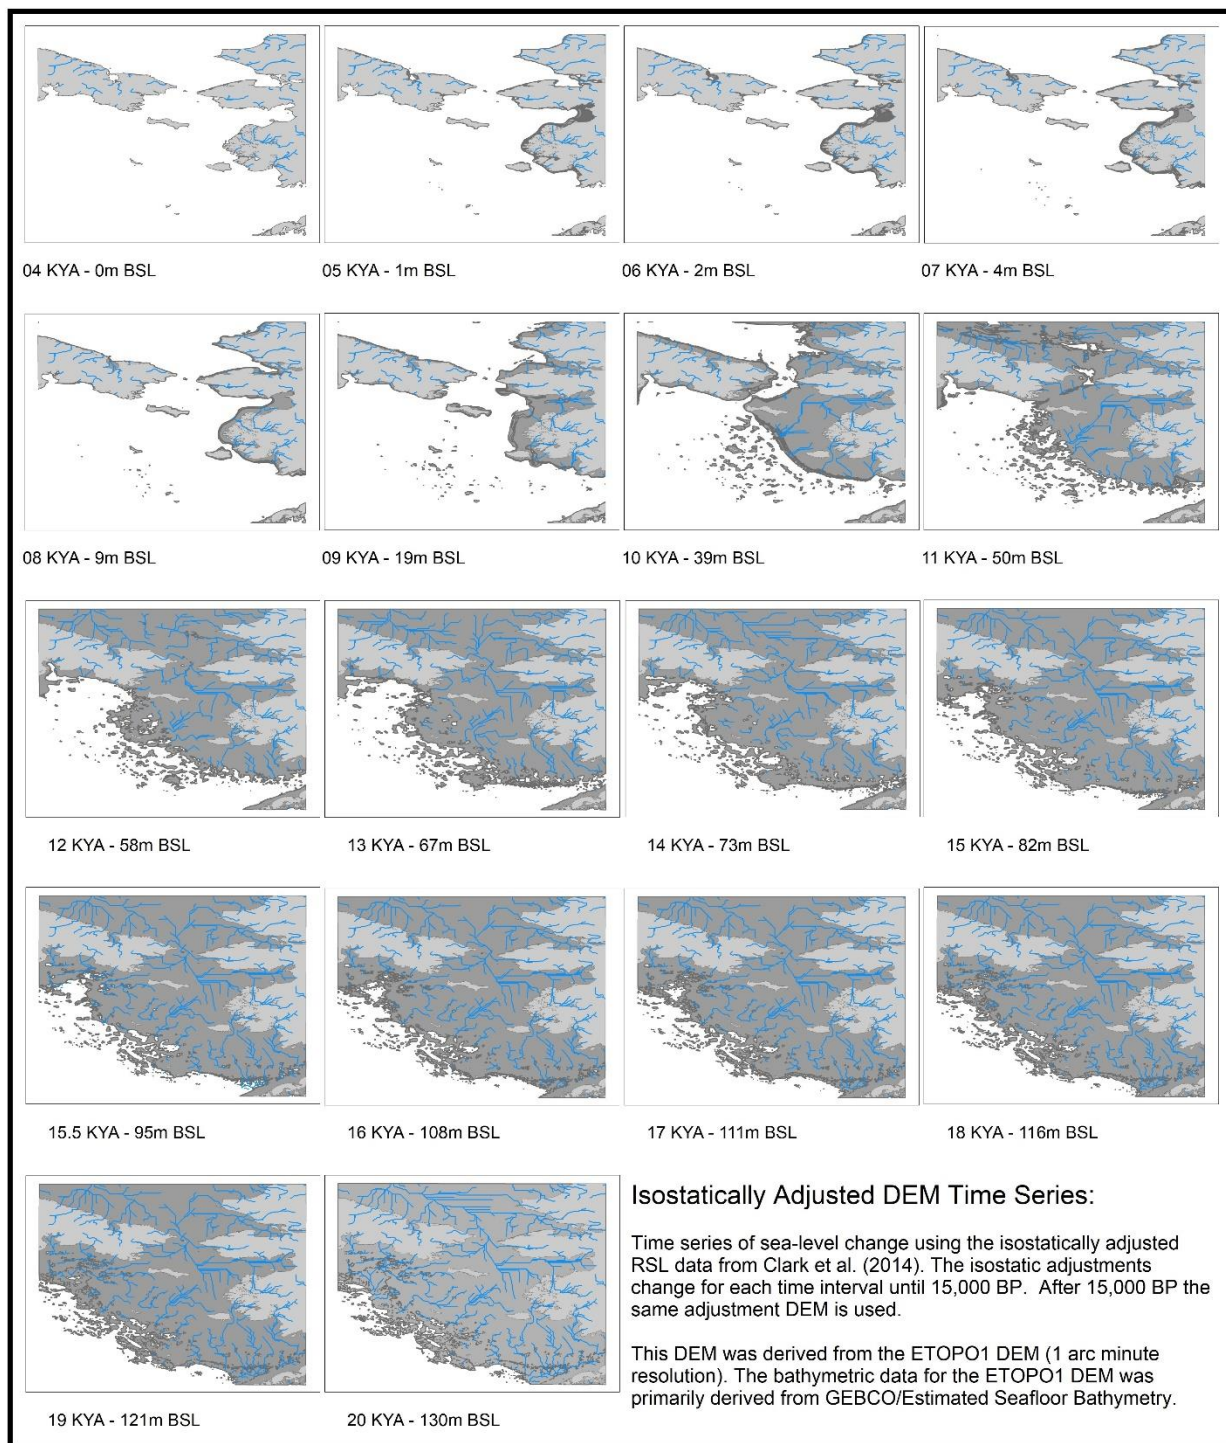 04 KYA - 0m BSL
05 KYA - 1m BSL
06 KYA - 2m BSL
07 KYA - 4m BSL
08 KYA - 9m BSL
09 KYA - 19m BSL
10 KYA - 39m BSL
11 KYA - 50m BSL
12 KYA - 58m BSL
13 KYA - 67m BSL
14 KYA - 73m BSL
15 KYA - 82m BSL
15.5 KYA - 95m BSL
16 KYA - 108m BSL
17 KYA - 111m BSL
18 KYA - 116m BSL
19 KYA - 121m BSL
20 KYA - 130m BSL
Isostatically Adjusted DEM Time Series:
Time series of sea-level change using the isostatically adjusted
RSL data from Clark et al. (2014). The isostatic adjustments
change for each time interval until 15,000 BP.  After 15,000 BP the
same adjustment DEM is used.
This DEM was derived from the ETOPO1 DEM (1 arc minute
resolution). The bathymetric data for the ETOPO1 DEM was
primarily derived from GEBCO/Estimated Seafloor Bathymetry.